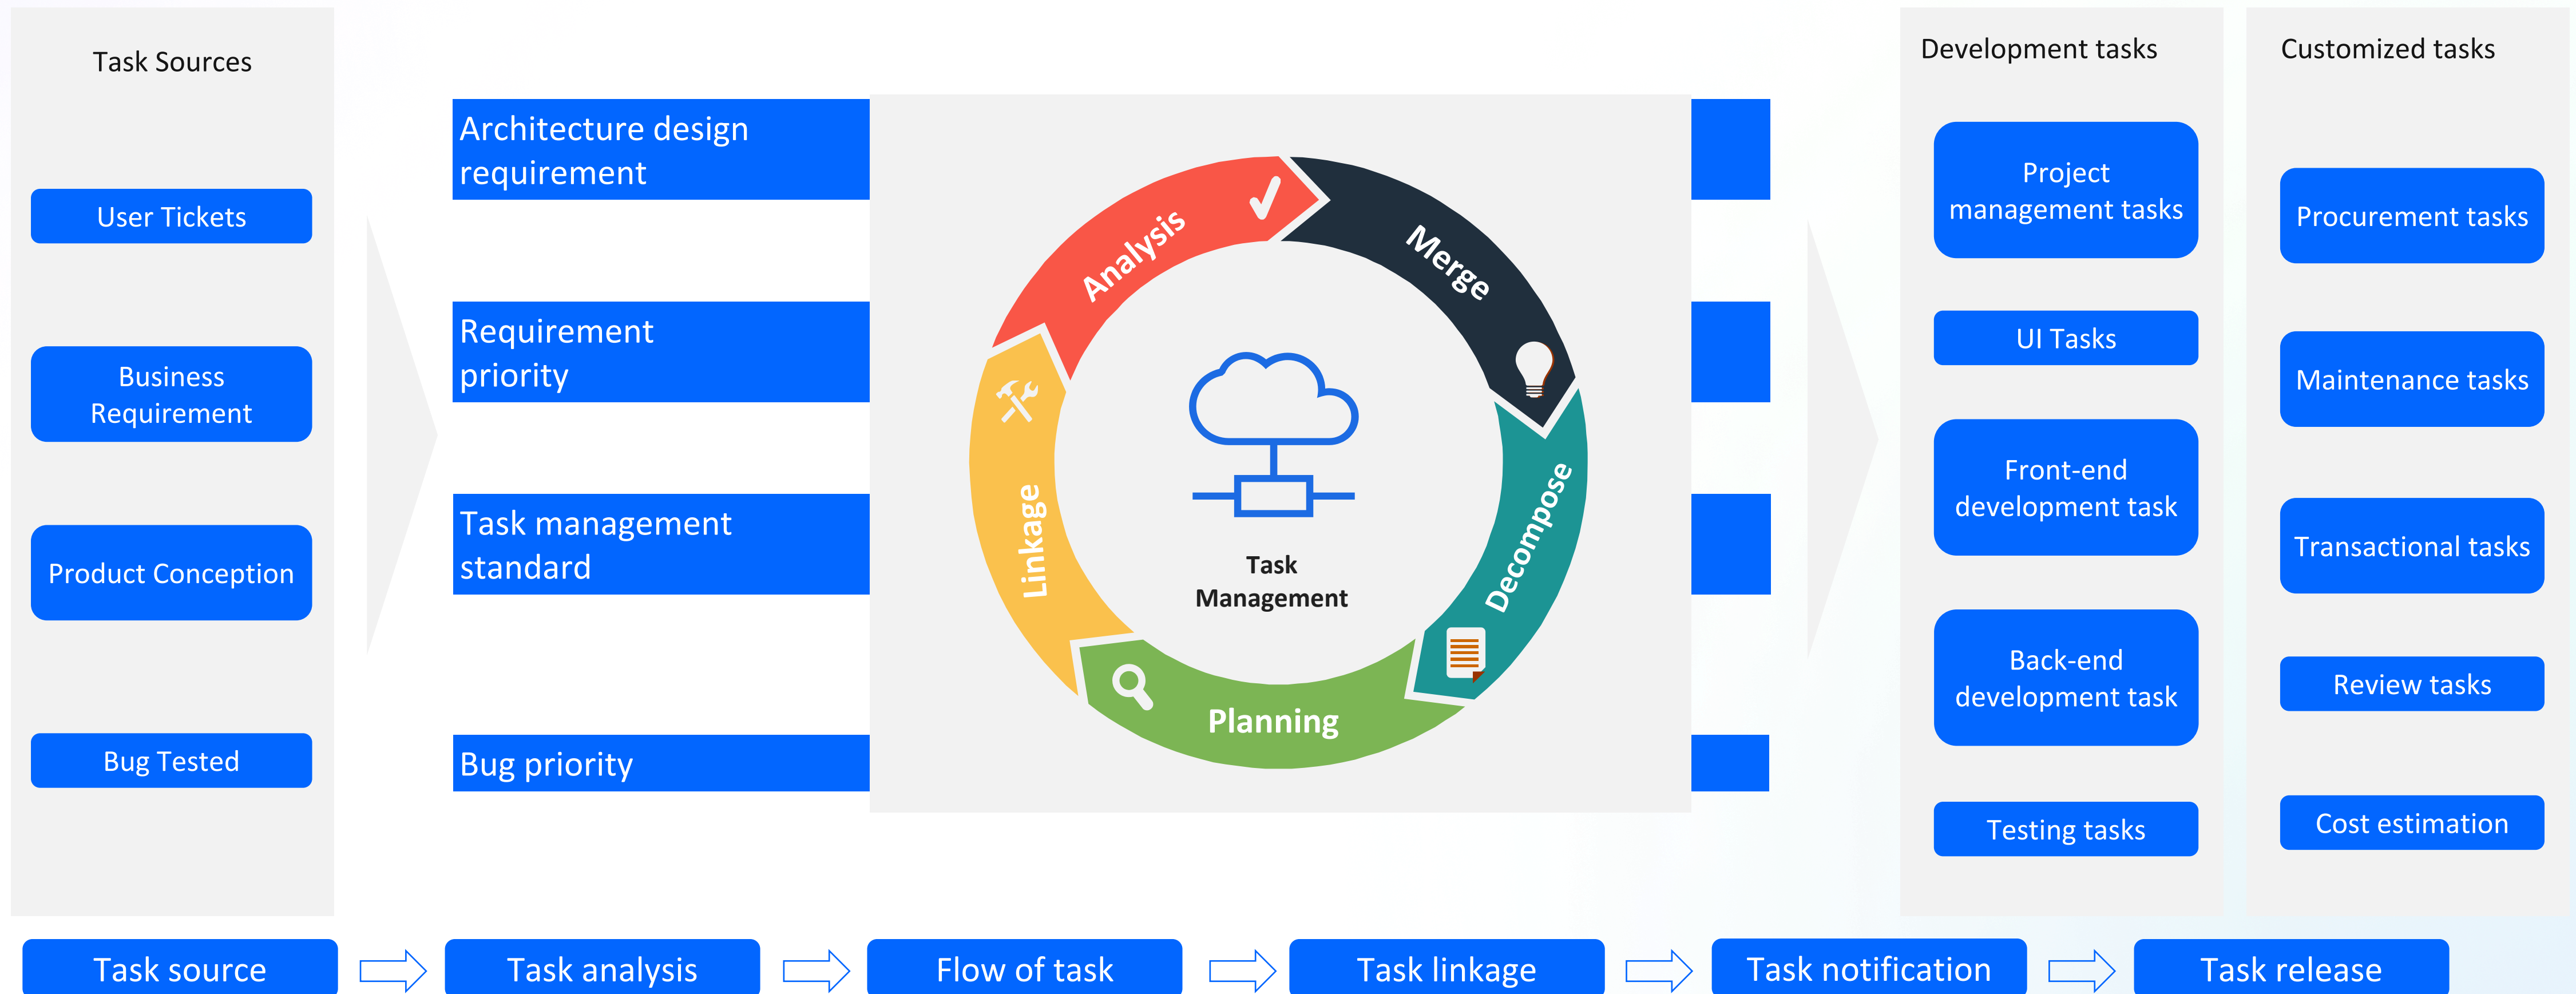 Task Sources
User Tickets
Business
Requirement
Product Conception
Bug Tested
Architecture design
requirement
Requirement
priority
Task management
standard
Bug priority
Analysis
Merge
Decompose
Planning
Linkage
Task
Management
Development tasks
Project
management tasks
UI Tasks
Front-end
development task
Back-end
development task
Testing tasks
Customized tasks
Procurement tasks
Maintenance tasks
Transactional tasks
Review tasks
Cost estimation
Task source
Task analysis
Flow of task
Task linkage
Task notification
Task release